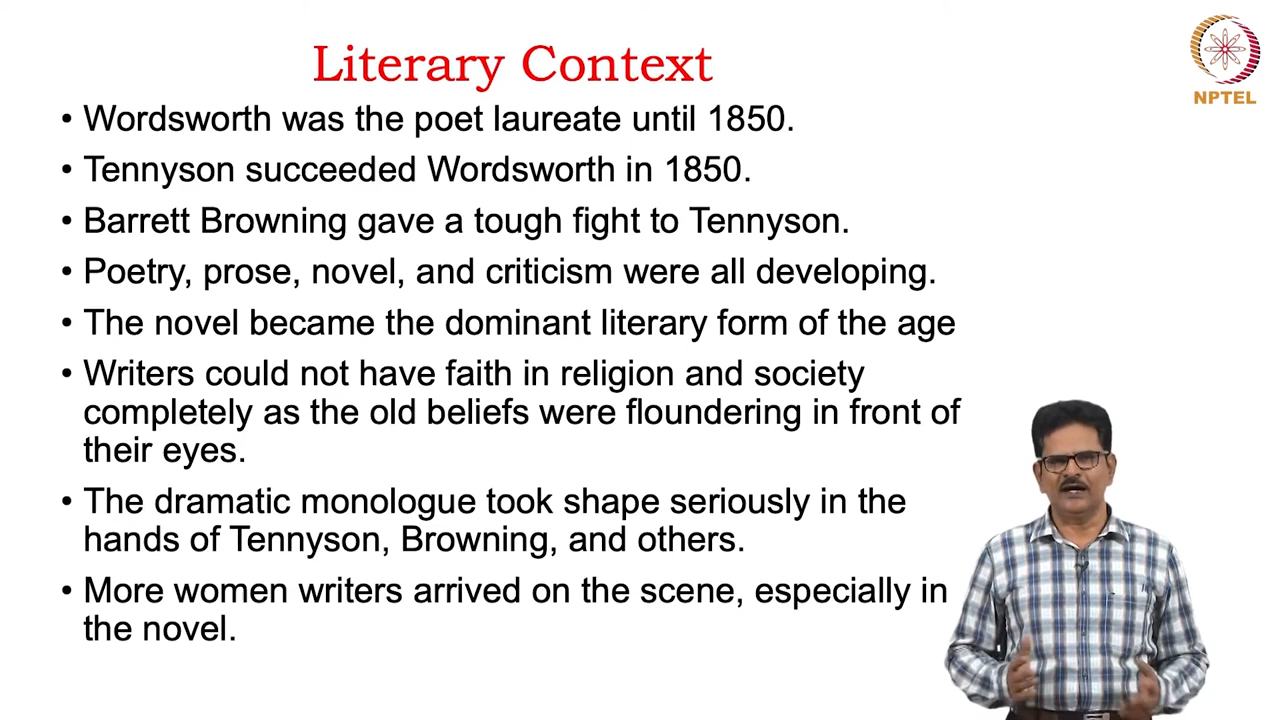 Literary Context
NPTEL
• Wordsworth was the poet laureate until 1850.
• Tennyson succeeded Wordsworth in 1850.
• Barrett Browning gave a tough fight to Tennyson.
• Poetry, prose, novel, and criticism were all developing.
• The novel became the dominant literary form of the age
• Writers could not have faith in religion and society
completely as the old beliefs were floundering in front of
their eyes.
• The dramatic monologue took shape seriously in the
hands of Tennyson, Browning, and others.
• More women writers arrived on the scene, especially in
the novel.